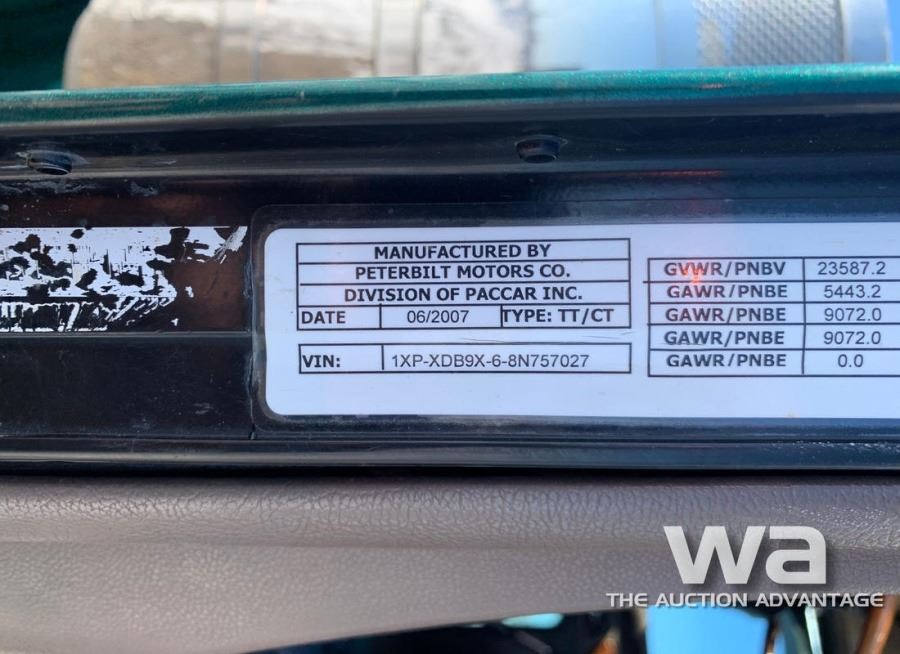 MANUFACTURED BY
PETERBILT MOTORS CO.
DIVISION OF PACCAR INC.
DATE 06/2007 TYPE: TT/CT
VIN: 1XP-XDB9X-6-8N757027
GVWR/PNBV 23587.2
GAWR/PNBE 5443.2
GAWR/PNBE 9072.0
GAWR/PNBE 9072.0
GAWR/PNBE 0.0
wa
THE AUCTION ADVANTAGE